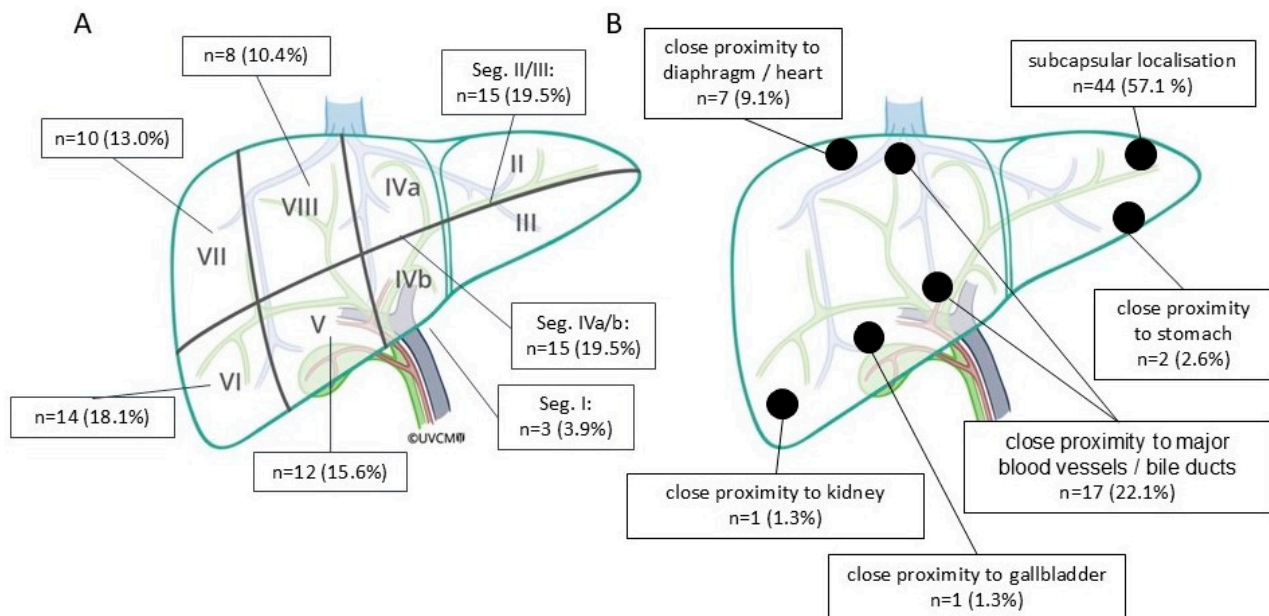 A
n=8 (10.4%)
Seg. II/III:
n=15 (19.5%)
n=10 (13.0%)
II
IVa
VIII
III
VII
IVb
V
Seg. IVa/b:
n=15 (19.5%)
VI
n=14 (18.1%)
Seg. I:
n=3 (3.9%)
©UVCM
n=12 (15.6%)
B
close proximity to
diaphragm / heart
n=7 (9.1%)
subcapsular localisation
n=44 (57.1 %)
close proximity
to stomach
n=2 (2.6%)
close proximity to major
blood vessels / bile ducts
n=17 (22.1%)
close proximity to kidney
n=1 (1.3%)
close proximity to gallbladder
n=1 (1.3%)